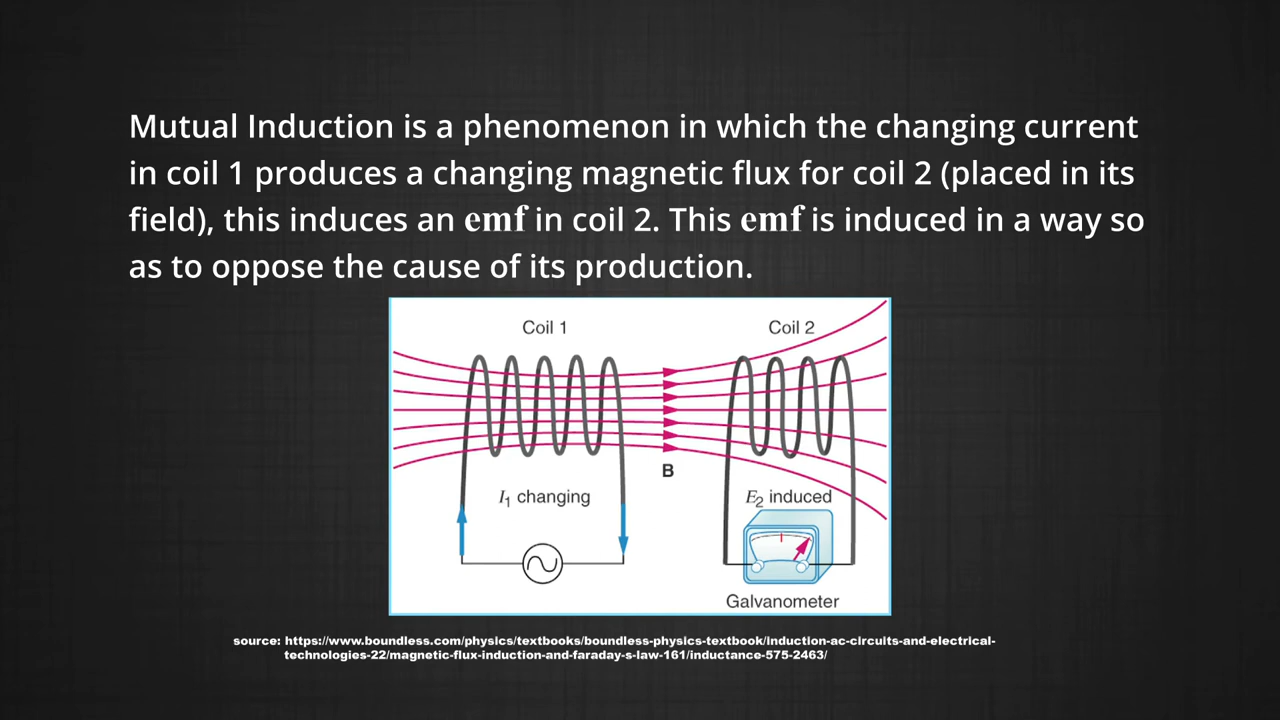 Mutual Induction is a phenomenon in which the changing current
in coil 1 produces a changing magnetic flux for coil 2 (placed in its
field), this induces an emf in coil 2. This emf is induced in a way so
as to oppose the cause of its production.
Coil 1
Coil 2
B
I₁ changing
E₂ induced
Galvanometer
source: https://www.boundless.com/physics/textbooks/boundless-physics-textbook/induction-ac-circuits-and-electrical-
technologies-22/magnetic-flux-induction-and-faraday-s-law-161/inductance-575-2463/